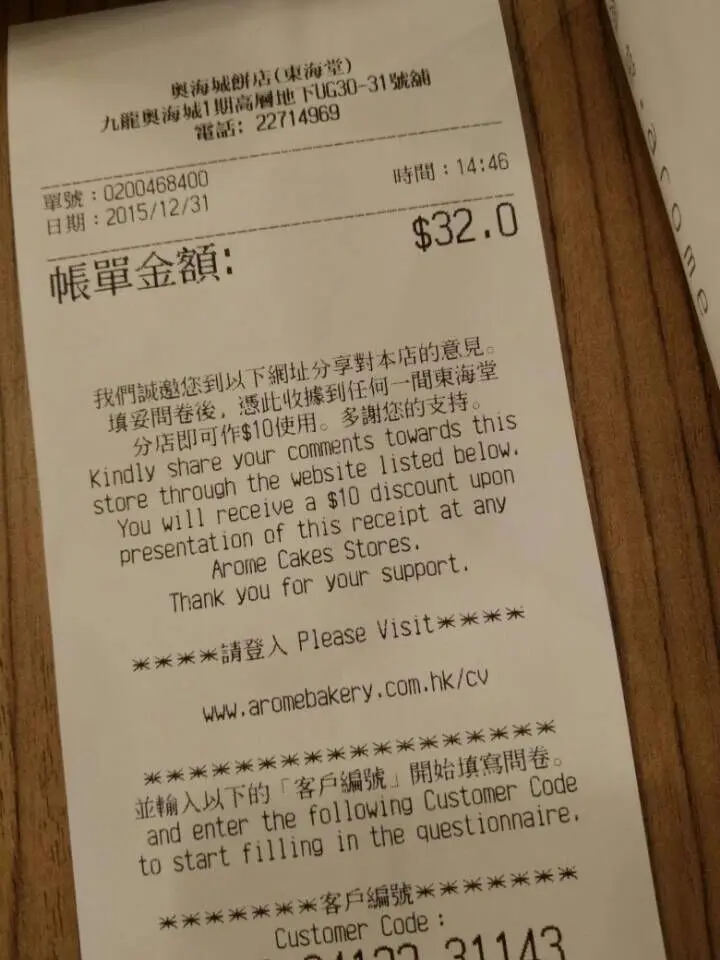 奧海城餅店(東海堂)
九龍奧海城1期高層地下UG30-31號舖
電話: 22714969
單號：0200468400
日期：2015/12/31 時間：14:46
帳單金額: $32.0
我們誠邀您到以下網址分享對本店的意見。
填妥問卷後，憑此收據到任何一間東海堂
分店即可作$10使用。多謝您的支持。
Kindly share your comments towards this
store through the website listed below.
You will receive a $10 discount upon
presentation of this receipt at any
Arome Cakes Stores.
Thank you for your support.
****請登入 Please Visit****
www.aromebakery.com.hk/cv
*******************
並輸入以下的「客戶編號」開始填寫問卷。
and enter the following Customer Code
to start filling in the questionnaire.
*******客戶編號*******
Customer Code：
31143
arome